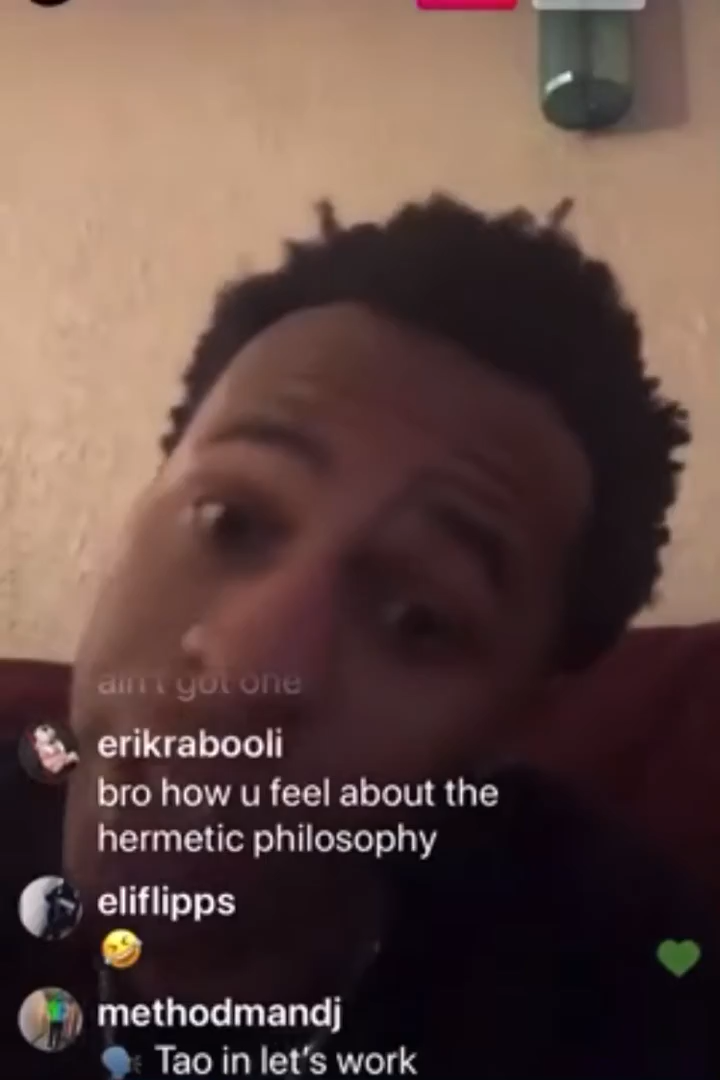 ain't got one
erikrabooli
bro how u feel about the
hermetic philosophy
eliflipps
🤣
methodmandj
🗣️ Tao in let's work